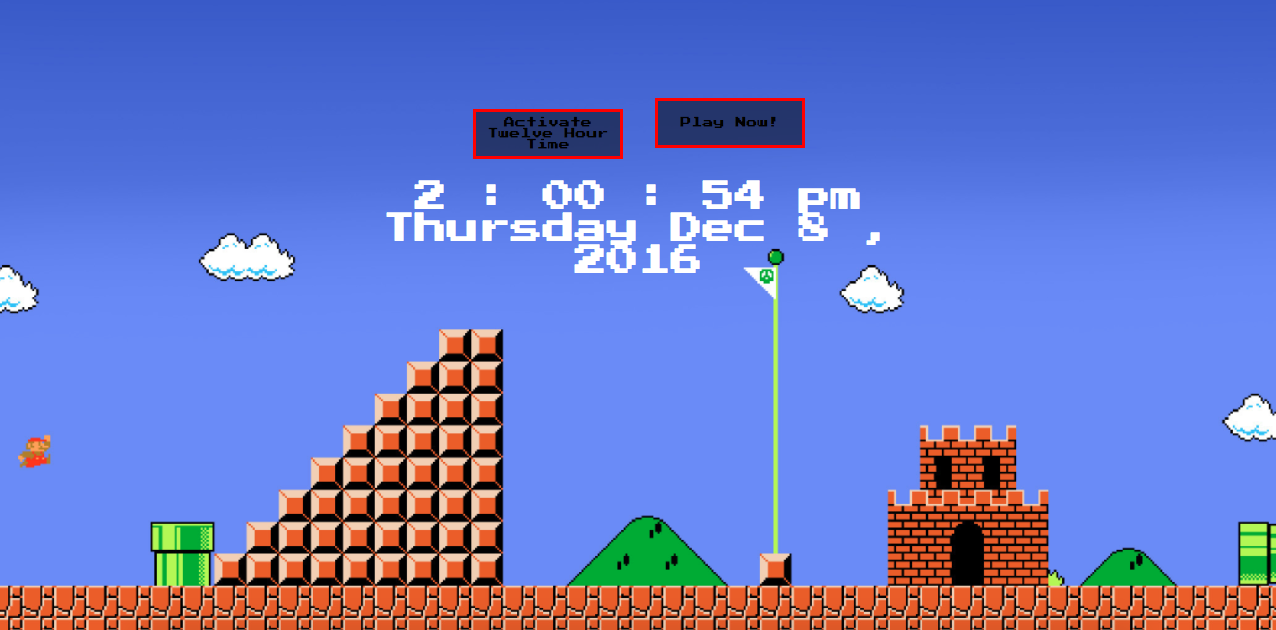 Activate
Twelve Hour
Time
Play Now!
2 : 00 : 54 pm
Thursday Dec 8 ,
2016